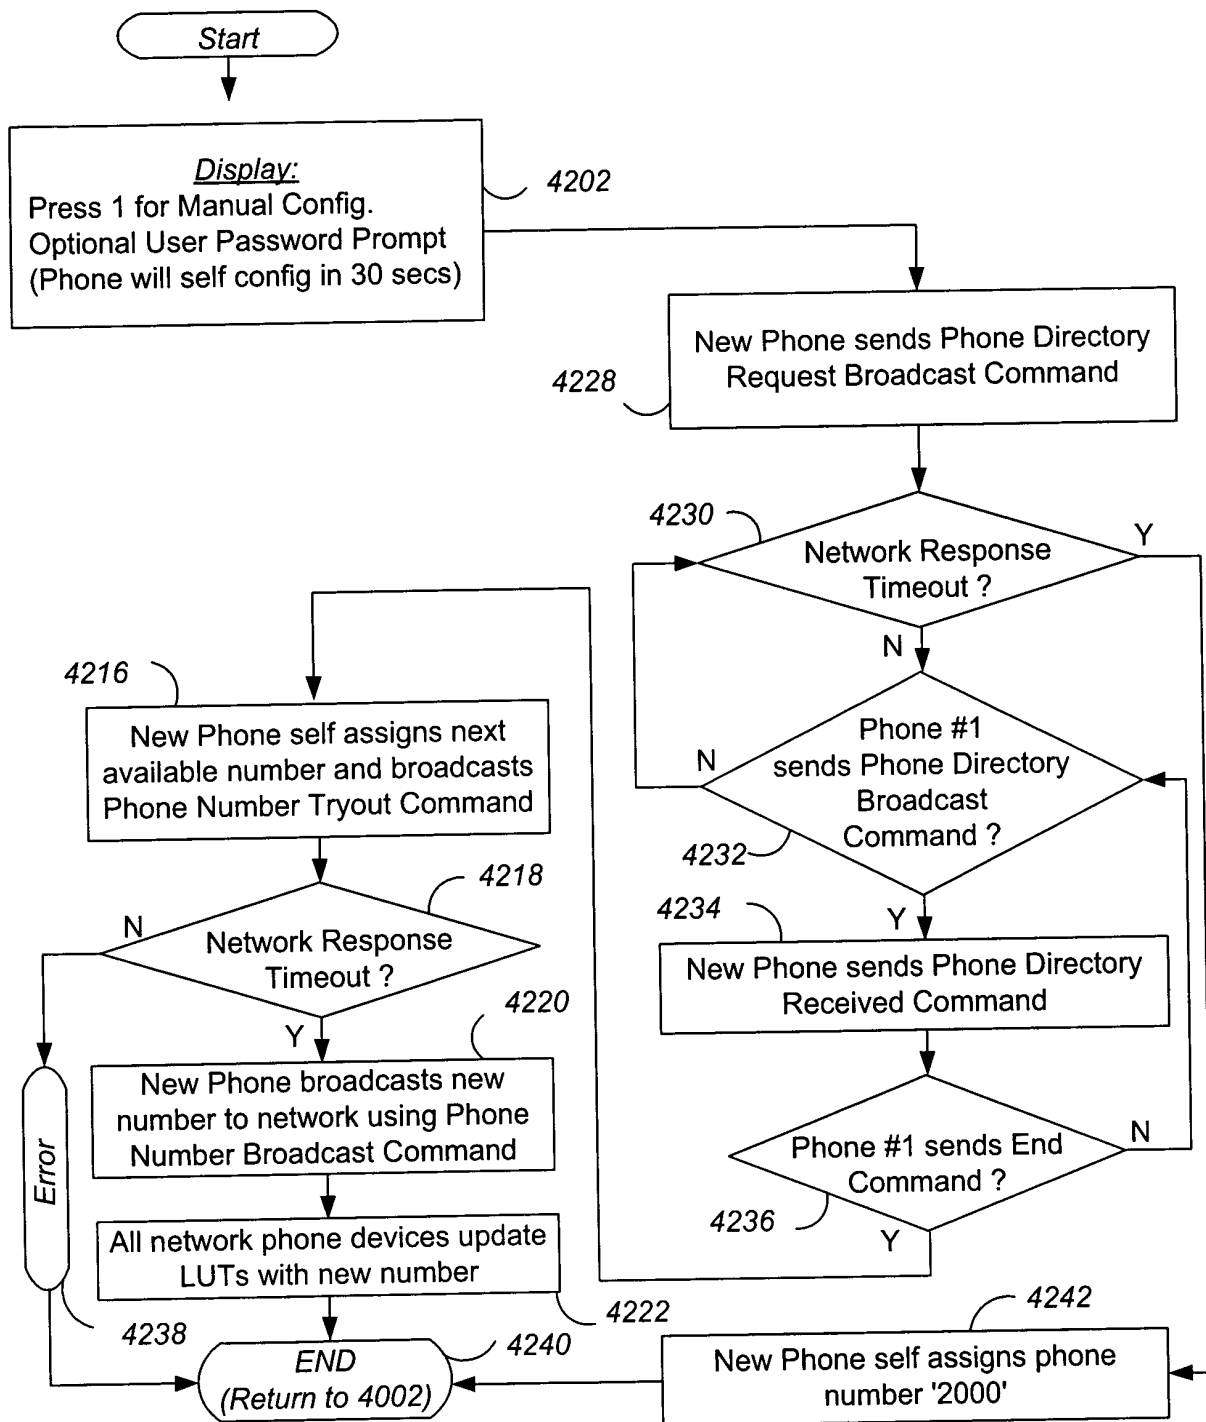 Start
Display:
Press 1 for Manual Config.
Optional User Password Prompt
(Phone will self config in 30 secs)
4202
New Phone sends Phone Directory
Request Broadcast Command
4228
4230
Network Response
Timeout ?
Y
N
Phone #1
sends Phone Directory
Broadcast
Command ?
N
4232
Y
4234
New Phone sends Phone Directory
Received Command
Phone #1 sends End
Command ?
N
4236
Y
4216
New Phone self assigns next
available number and broadcasts
Phone Number Tryout Command
4218
N
Network Response
Timeout ?
Y
4220
New Phone broadcasts new
number to network using Phone
Number Broadcast Command
Error
All network phone devices update
LUTs with new number
4222
4238
END
(Return to 4002)
4240
4242
New Phone self assigns phone
number '2000'